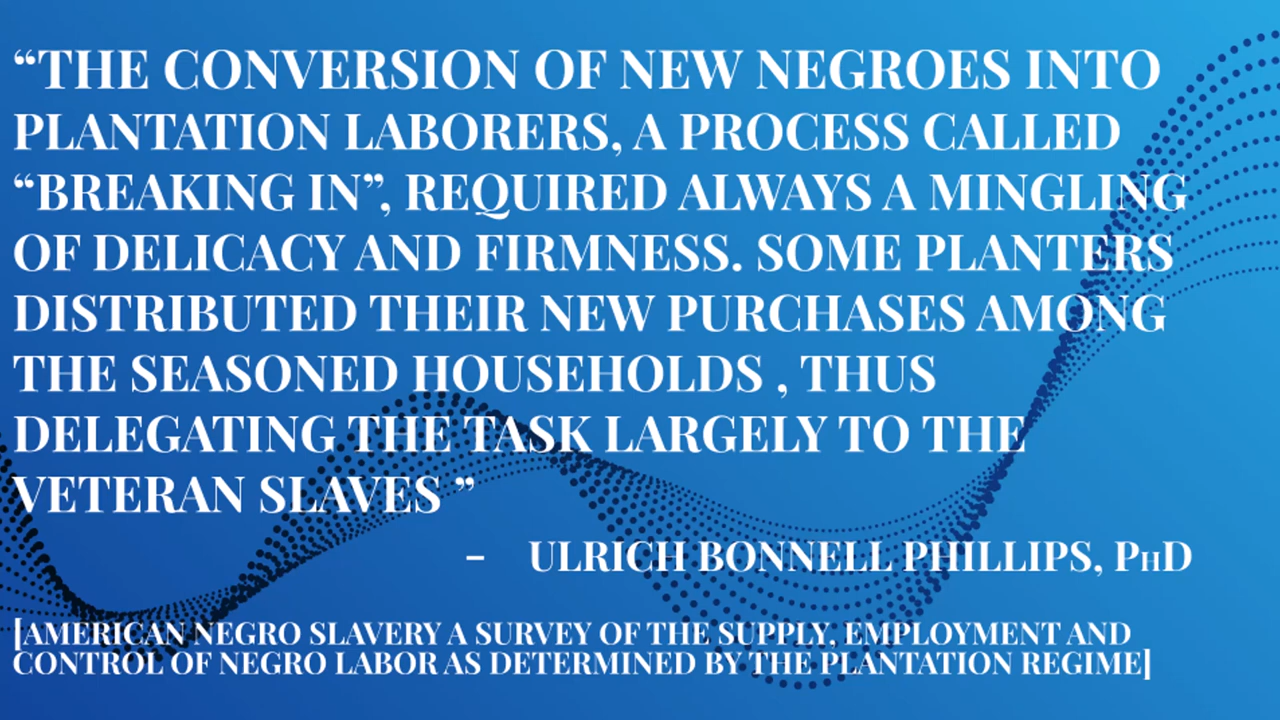 “THE CONVERSION OF NEW NEGROES INTO
PLANTATION LABORERS, A PROCESS CALLED
“BREAKING IN”, REQUIRED ALWAYS A MINGLING
OF DELICACY AND FIRMNESS. SOME PLANTERS
DISTRIBUTED THEIR NEW PURCHASES AMONG
THE SEASONED HOUSEHOLDS , THUS
DELEGATING THE TASK LARGELY TO THE
VETERAN SLAVES ”
– ULRICH BONNELL PHILLIPS, PHD
[AMERICAN NEGRO SLAVERY A SURVEY OF THE SUPPLY, EMPLOYMENT AND
CONTROL OF NEGRO LABOR AS DETERMINED BY THE PLANTATION REGIME]